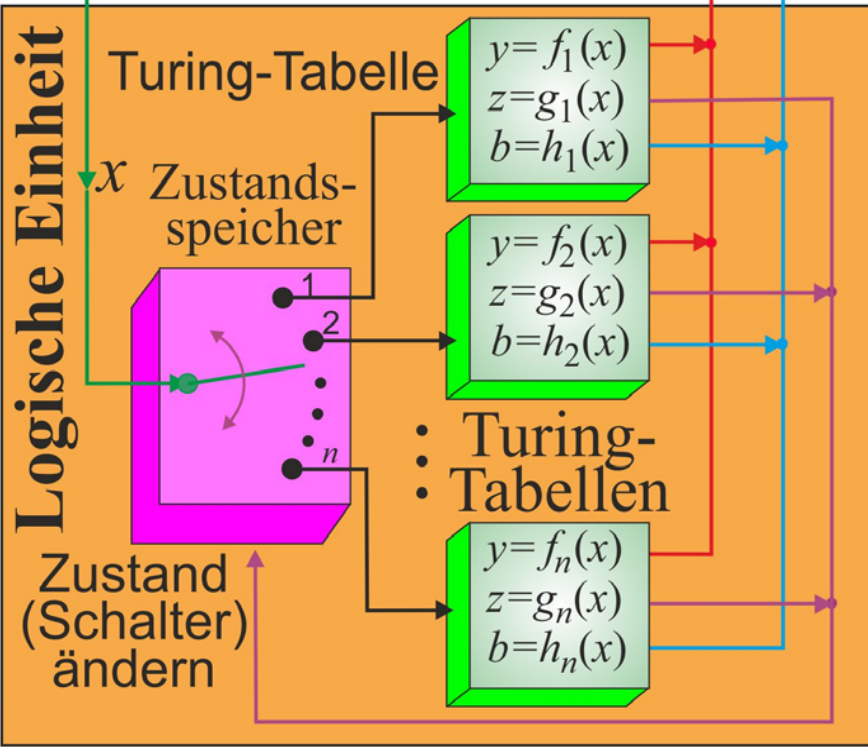 Logische Einheit
Turing-Tabelle
x
Zustands-
speicher
1
2
n
y=f₁(x)
z=g₁(x)
b=h₁(x)
y=f₂(x)
z=g₂(x)
b=h₂(x)
Turing-
Tabellen
y=fₙ(x)
z=gₙ(x)
b=hₙ(x)
Zustand
(Schalter)
ändern